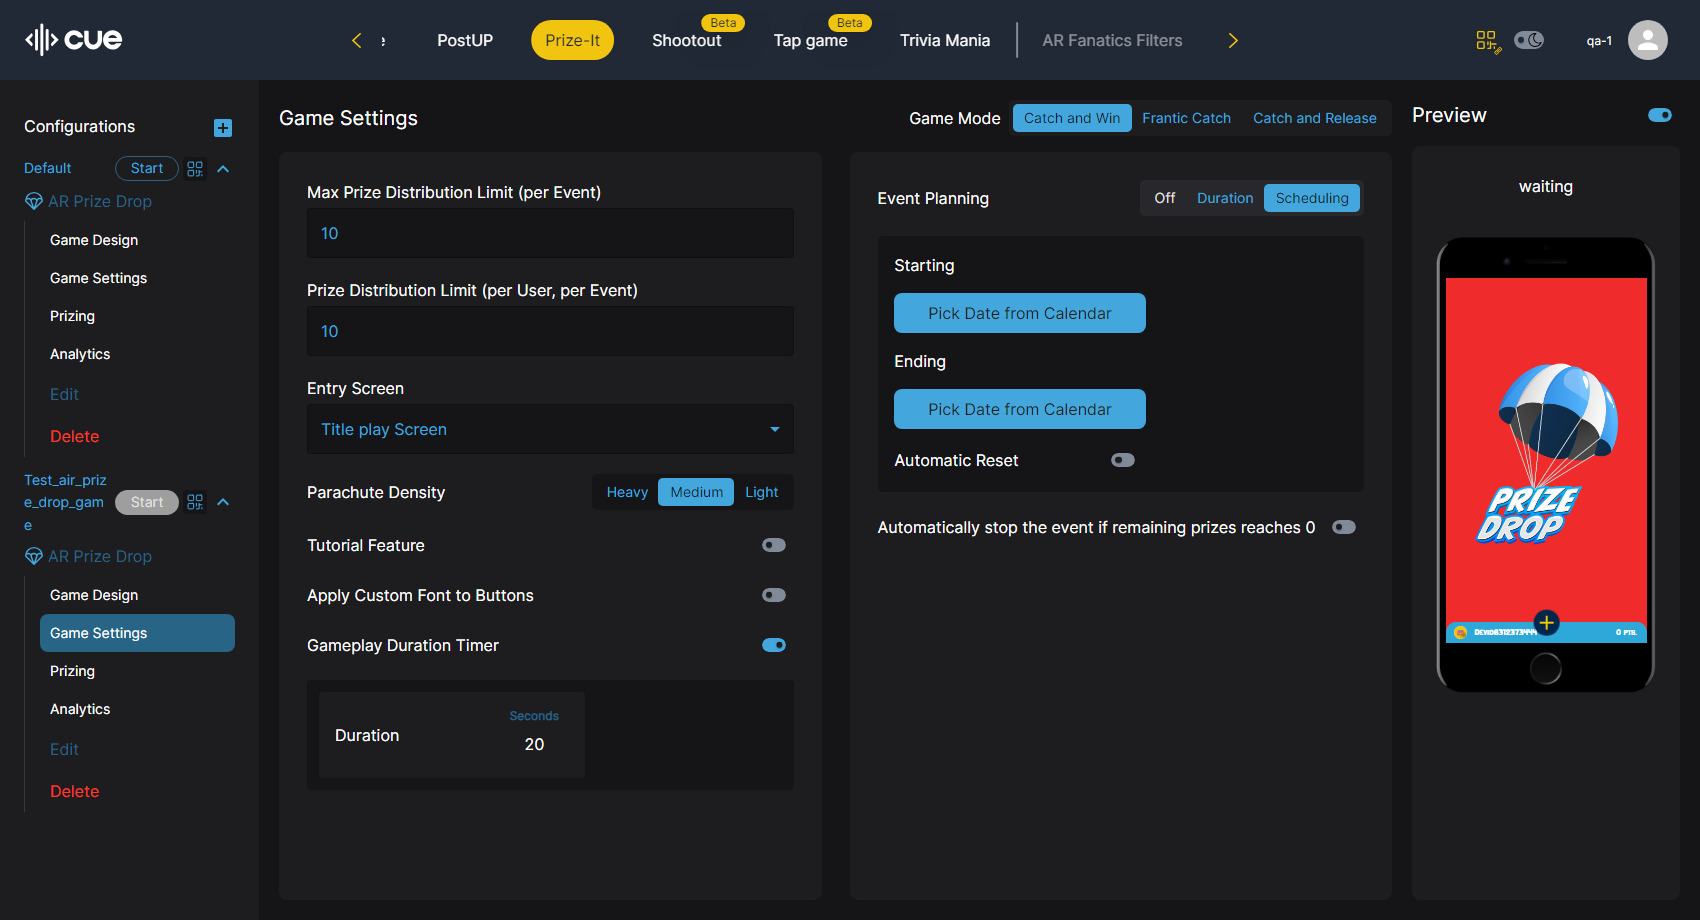 cue
e
PostUP
Prize-It
Shootout
Beta
Tap game
Beta
Trivia Mania
AR Fanatics Filters
qa-1
Configurations
Default
Start
AR Prize Drop
Game Design
Game Settings
Prizing
Analytics
Edit
Delete
Test_air_priz
e_drop_gam
e
Start
AR Prize Drop
Game Design
Game Settings
Prizing
Analytics
Edit
Delete
Game Settings
Game Mode
Catch and Win
Frantic Catch
Catch and Release
Max Prize Distribution Limit (per Event)
10
Prize Distribution Limit (per User, per Event)
10
Entry Screen
Title play Screen
Parachute Density
Heavy
Medium
Light
Tutorial Feature
Apply Custom Font to Buttons
Gameplay Duration Timer
Duration
Seconds
20
Event Planning
Off
Duration
Scheduling
Starting
Pick Date from Calendar
Ending
Pick Date from Calendar
Automatic Reset
Automatically stop the event if remaining prizes reaches 0
Preview
waiting
PRIZE
DROP
0 PTS.